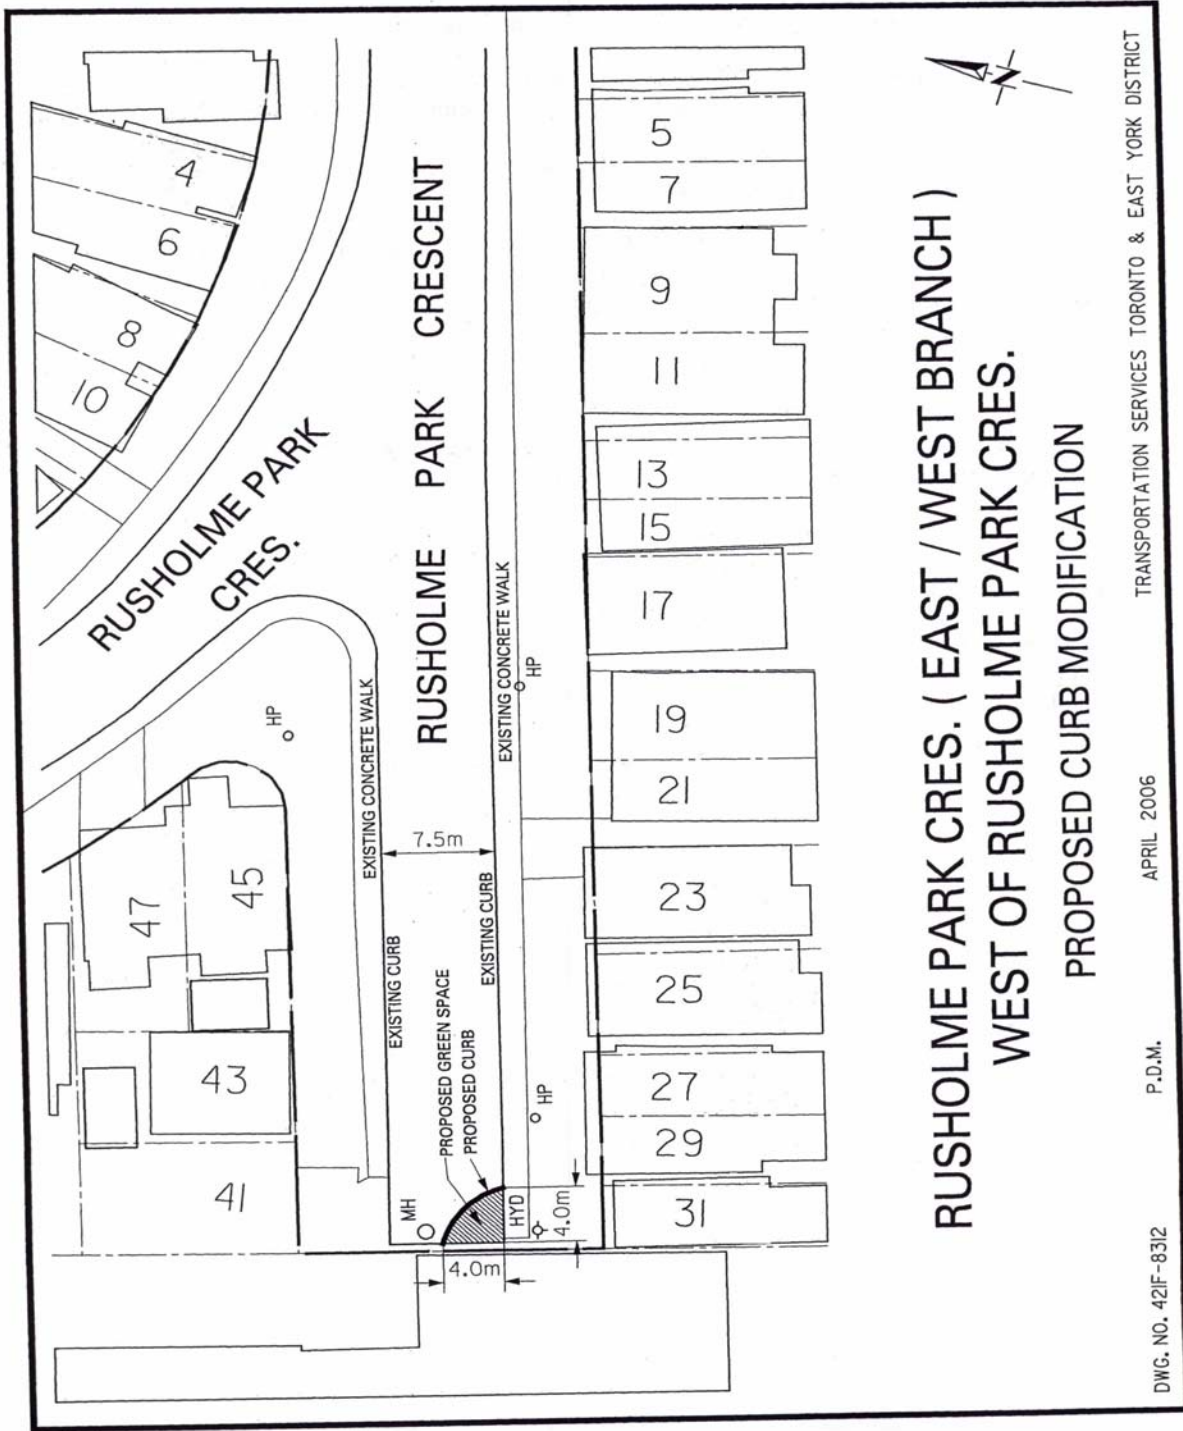 4
6
8
10
RUSHOLME PARK
CRES.
RUSHOLME PARK CRESCENT
47
45
43
41
HP
EXISTING CONCRETE WALK
EXISTING CURB
7.5m
EXISTING CURB
EXISTING CONCRETE WALK
HP
PROPOSED GREEN SPACE
PROPOSED CURB
MH
HYD
HP
4.0m
4.0m
5
7
9
11
13
15
17
19
21
23
25
27
29
31
N
RUSHOLME PARK CRES. ( EAST / WEST BRANCH )
WEST OF RUSHOLME PARK CRES.
PROPOSED CURB MODIFICATION
DWG. NO. 421F-8312 P.D.M. APRIL 2006 TRANSPORTATION SERVICES TORONTO & EAST YORK DISTRICT